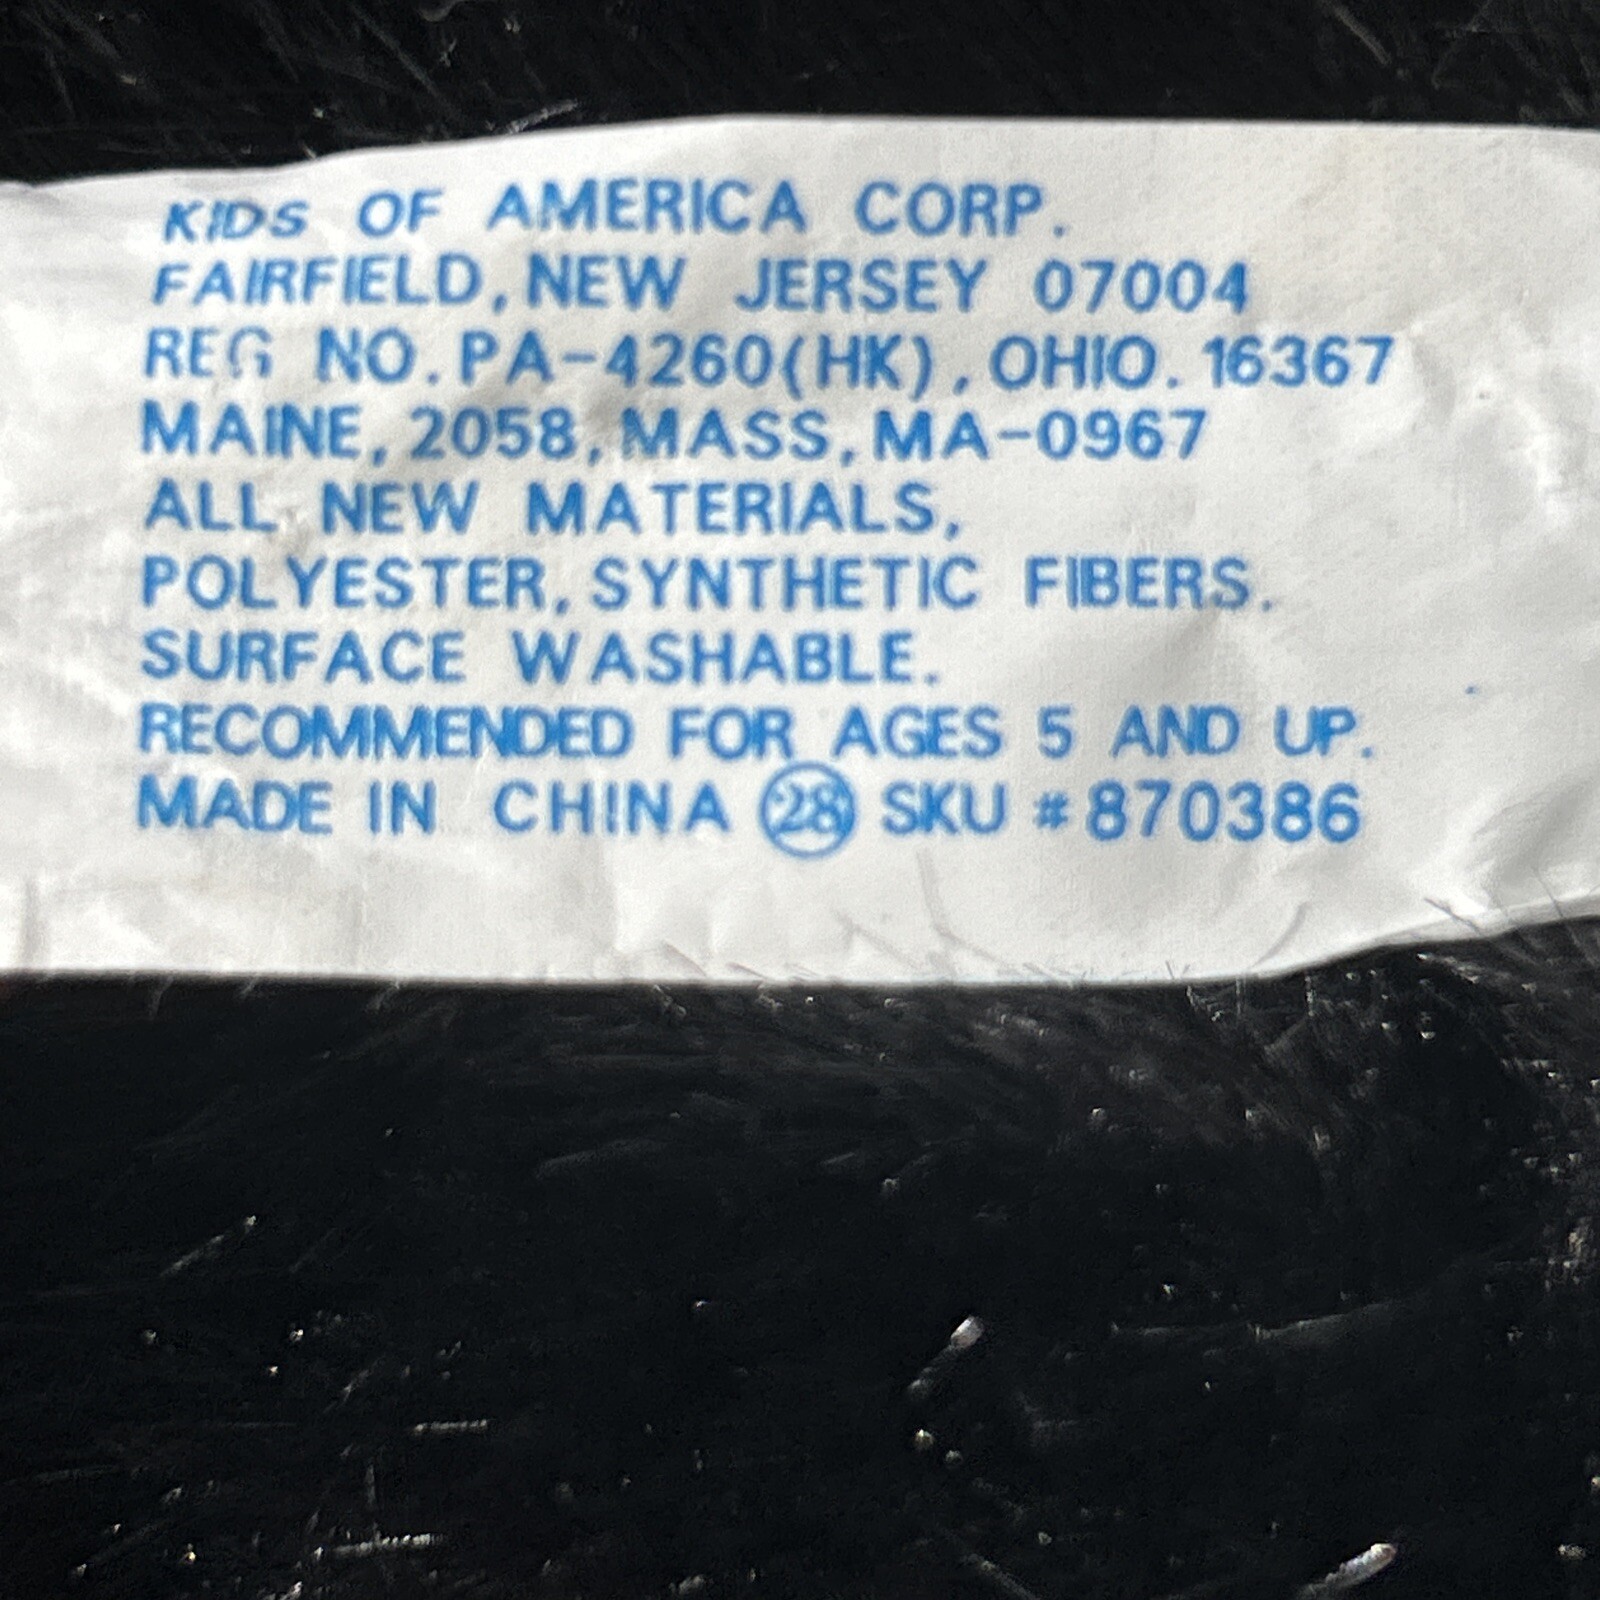 KIDS OF AMERICA CORP.
FAIRFIELD, NEW JERSEY 07004
REG NO. PA-4260(HK), OHIO. 16367
MAINE, 2058, MASS, MA-0967
ALL NEW MATERIALS,
POLYESTER, SYNTHETIC FIBERS.
SURFACE WASHABLE.
RECOMMENDED FOR AGES 5 AND UP.
MADE IN CHINA 28 SKU #870386